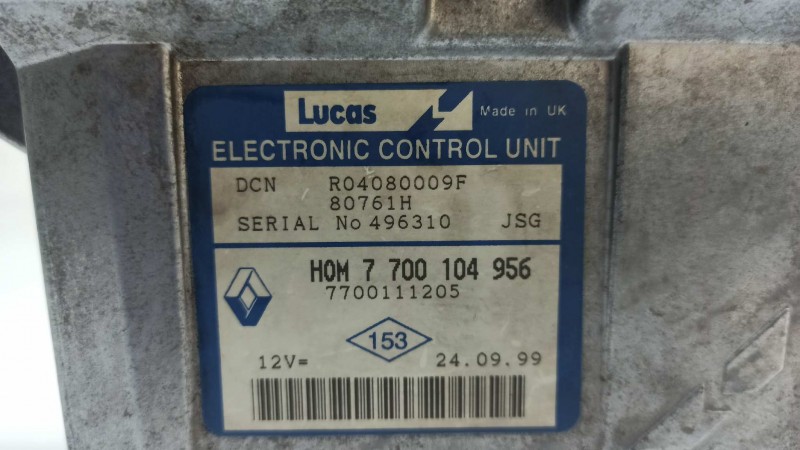 Lucas Made in UK
ELECTRONIC CONTROL UNIT
DCN R04080009F
80761H
SERIAL No 496310 JSG
HOM 7 700 104 956
7700111205
153
12V= 24.09.99